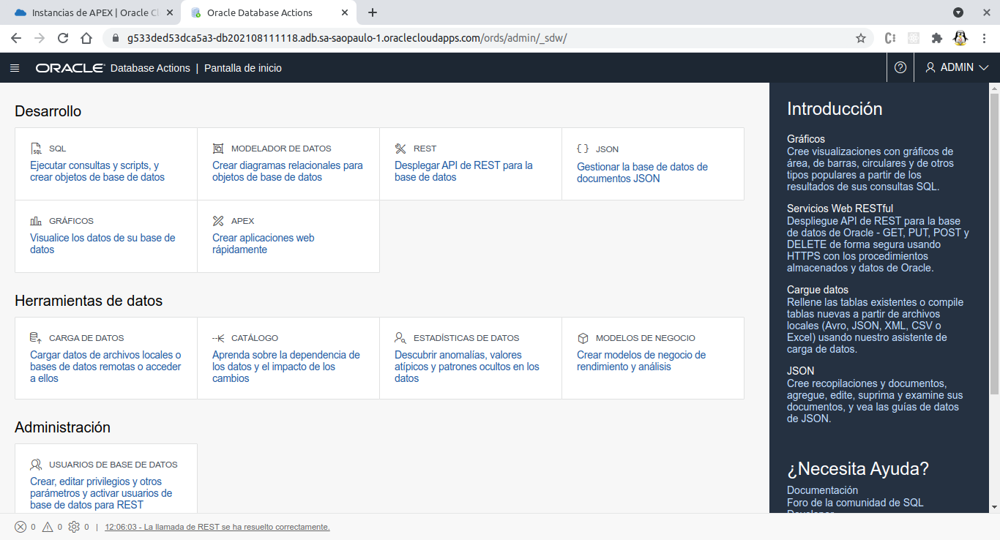 Instancias de APEX | Oracle Cl
Oracle Database Actions
g533ded53dca5a3-db202108111118.adb.sa-saopaulo-1.oraclecloudapps.com/ords/admin/_sdw/
ORACLE Database Actions | Pantalla de inicio
ADMIN
Desarrollo
SQL
Ejecutar consultas y scripts, y
crear objetos de base de datos
MODELADOR DE DATOS
Crear diagramas relacionales para
objetos de base de datos
REST
Desplegar API de REST para la
base de datos
JSON
Gestionar la base de datos de
documentos JSON
GRÁFICOS
Visualice los datos de su base de
datos
APEX
Crear aplicaciones web
rápidamente
Herramientas de datos
CARGA DE DATOS
Cargar datos de archivos locales o
bases de datos remotas o acceder
a ellos
CATÁLOGO
Aprenda sobre la dependencia de
los datos y el impacto de los
cambios
ESTADÍSTICAS DE DATOS
Descubrir anomalías, valores
atípicos y patrones ocultos en los
datos
MODELOS DE NEGOCIO
Crear modelos de negocio de
rendimiento y análisis
Administración
USUARIOS DE BASE DE DATOS
Crear, editar privilegios y otros
parámetros y activar usuarios de
base de datos para REST
Introducción
Gráficos
Cree visualizaciones con gráficos de
área, de barras, circulares y de otros
tipos populares a partir de los
resultados de sus consultas SQL.
Servicios Web RESTful
Despliegue API de REST para la base
de datos de Oracle - GET, PUT, POST y
DELETE de forma segura usando
HTTPS con los procedimientos
almacenados y datos de Oracle.
Cargue datos
Rellene las tablas existentes o compile
tablas nuevas a partir de archivos
locales (Avro, JSON, XML, CSV o
Excel) usando nuestro asistente de
carga de datos.
JSON
Cree recopilaciones y documentos,
agregue, edite, suprima y examine sus
documentos, y vea las guías de datos
de JSON.
¿Necesita Ayuda?
Documentación
Foro de la comunidad de SQL
Developer
0 0 0 | 12:06:03 - La llamada de REST se ha resuelto correctamente.